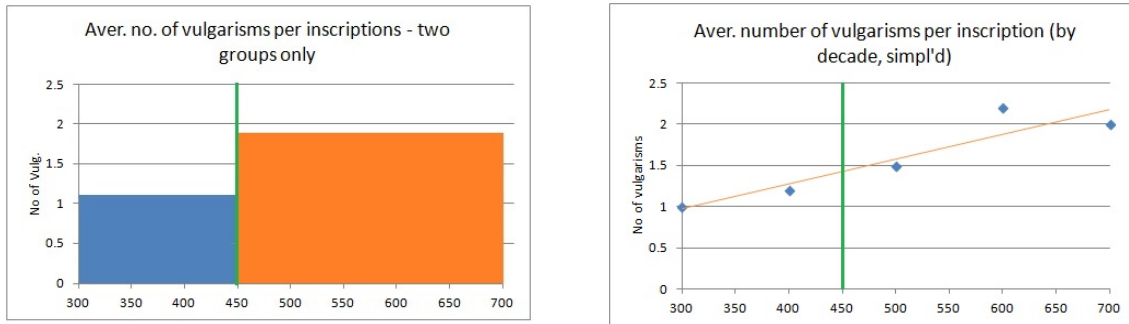 Aver. no. of vulgarisms per inscriptions - two
groups only
No of Vulg.
2.5
2
1.5
1
0.5
0
300 350 400 450 500 550 600 650 700
Aver. number of vulgarisms per inscription (by
decade, simpl'd)
No of vulgarisms
2.5
2
1.5
1
0.5
0
300 350 400 450 500 550 600 650 700